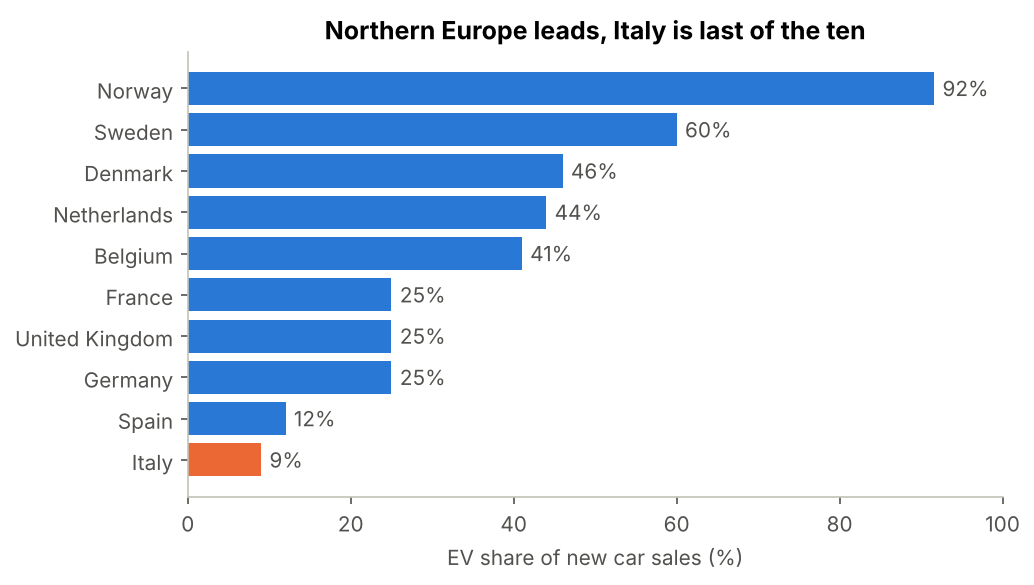 Northern Europe leads, Italy is last of the ten
Norway 92%
Sweden 60%
Denmark 46%
Netherlands 44%
Belgium 41%
France 25%
United Kingdom 25%
Germany 25%
Spain 12%
Italy 9%
0 20 40 60 80 100
EV share of new car sales (%)